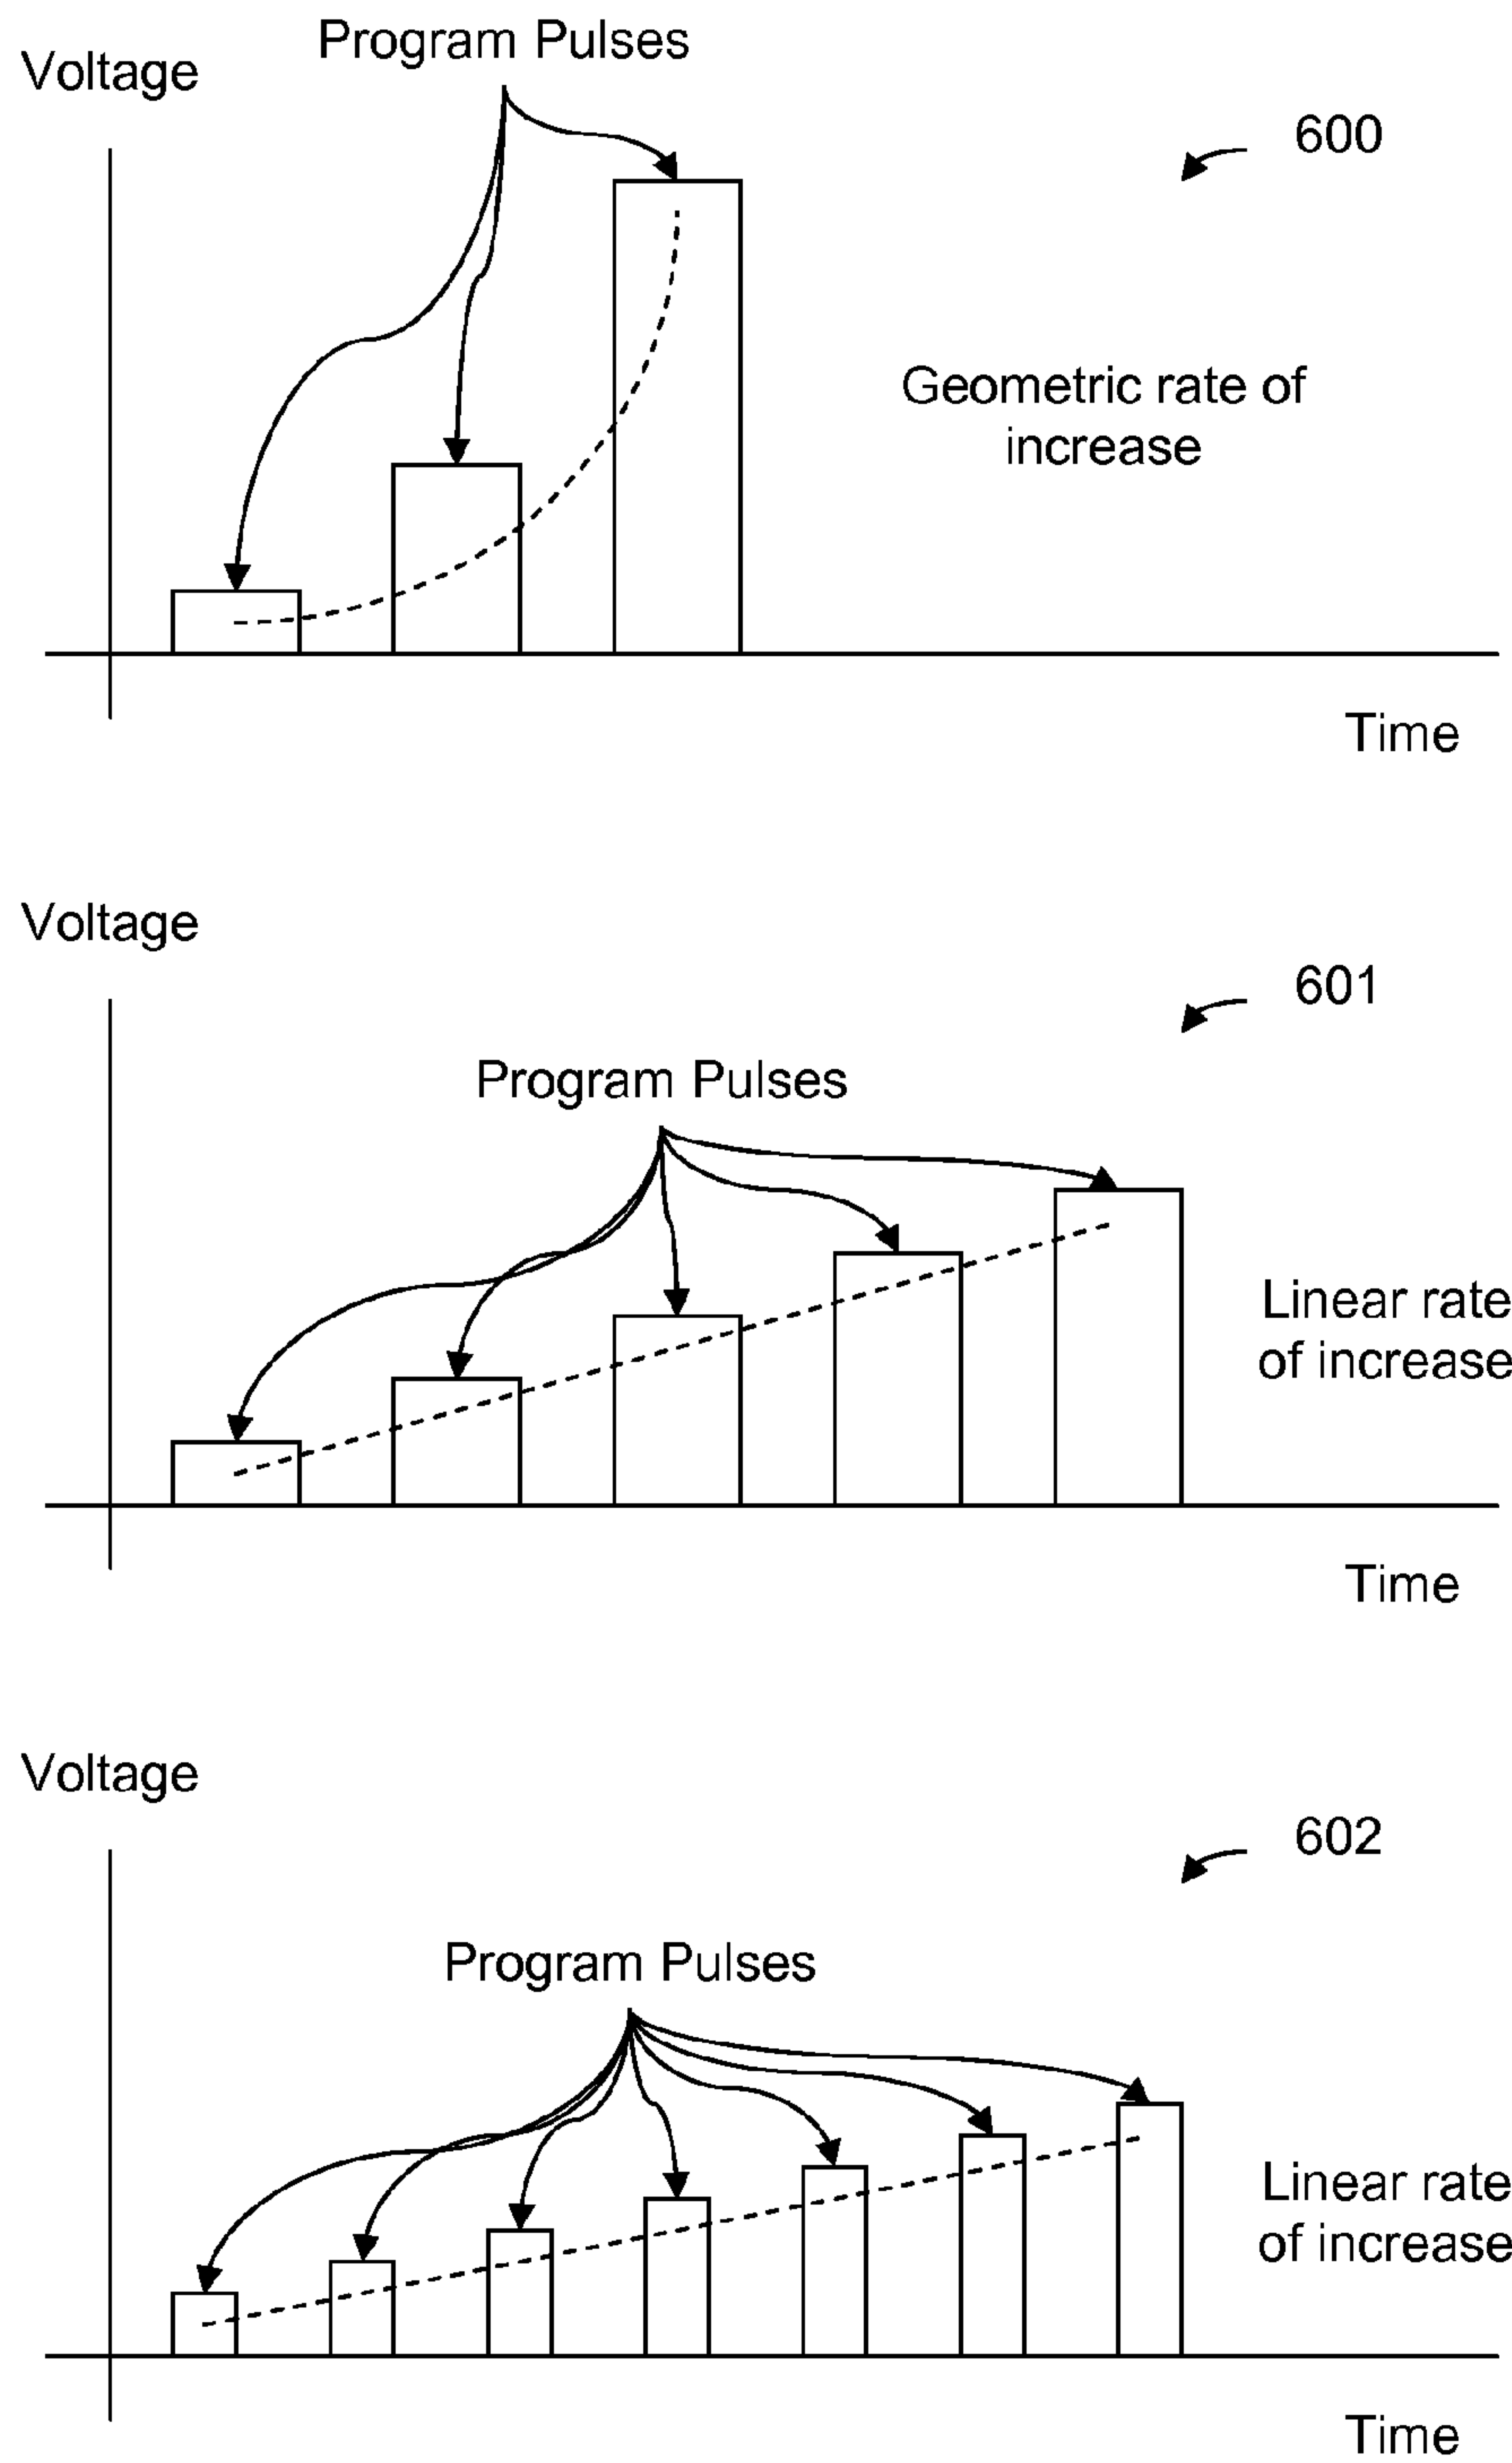 Program Pulses
Voltage
600
Geometric rate of
increase
Time
Voltage
601
Program Pulses
Linear rate
of increase
Time
Voltage
602
Program Pulses
Linear rate
of increase
Time